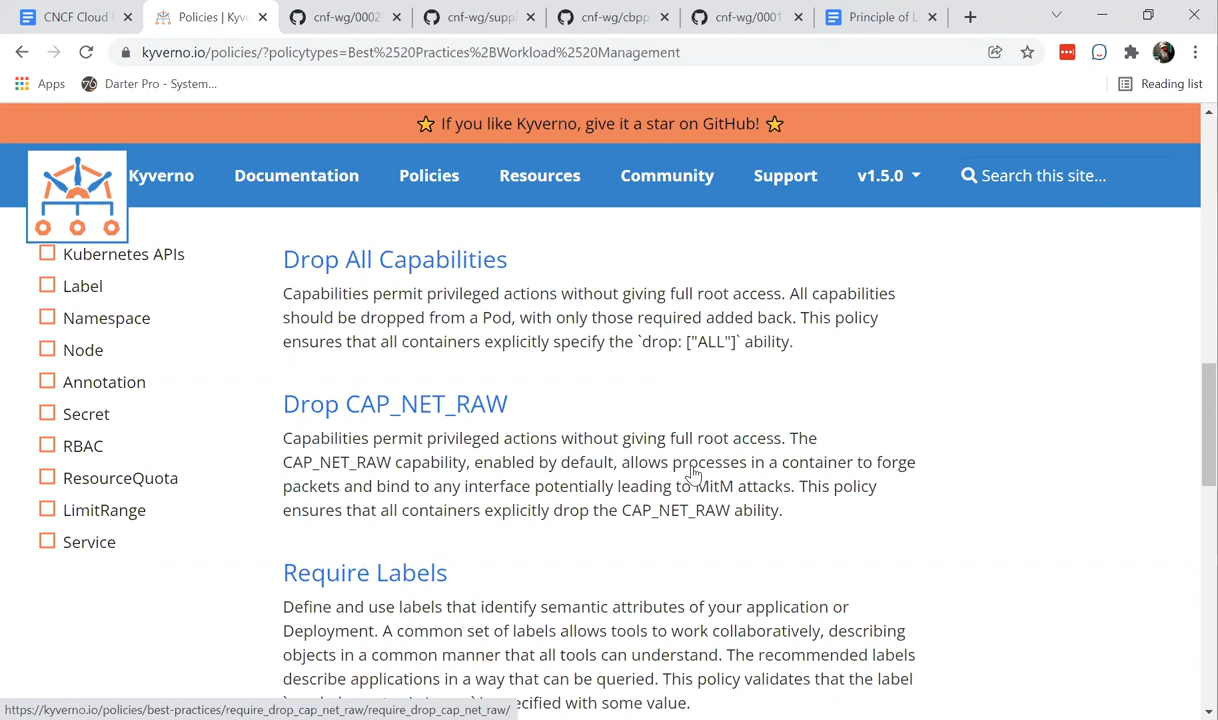 CNCF Cloud
Policies | Kyve
cnf-wg/0002
cnf-wg/supp
cnf-wg/cbpp
cnf-wg/0001
Principle of L
kyverno.io/policies/?policytypes=Best%2520Practices%2BWorkload%2520Management
Apps
Darter Pro - System...
Reading list
If you like Kyverno, give it a star on GitHub!
Kyverno
Documentation
Policies
Resources
Community
Support
v1.5.0
Search this site...
Kubernetes APIs
Label
Namespace
Node
Annotation
Secret
RBAC
ResourceQuota
LimitRange
Service
Drop All Capabilities
Capabilities permit privileged actions without giving full root access. All capabilities
should be dropped from a Pod, with only those required added back. This policy
ensures that all containers explicitly specify the `drop: ["ALL"]` ability.
Drop CAP_NET_RAW
Capabilities permit privileged actions without giving full root access. The
CAP_NET_RAW capability, enabled by default, allows processes in a container to forge
packets and bind to any interface potentially leading to MitM attacks. This policy
ensures that all containers explicitly drop the CAP_NET_RAW ability.
Require Labels
Define and use labels that identify semantic attributes of your application or
Deployment. A common set of labels allows tools to work collaboratively, describing
objects in a common manner that all tools can understand. The recommended labels
describe applications in a way that can be queried. This policy validates that the label
ecified with some value.
https://kyverno.io/policies/best-practices/require_drop_cap_net_raw/require_drop_cap_net_raw/